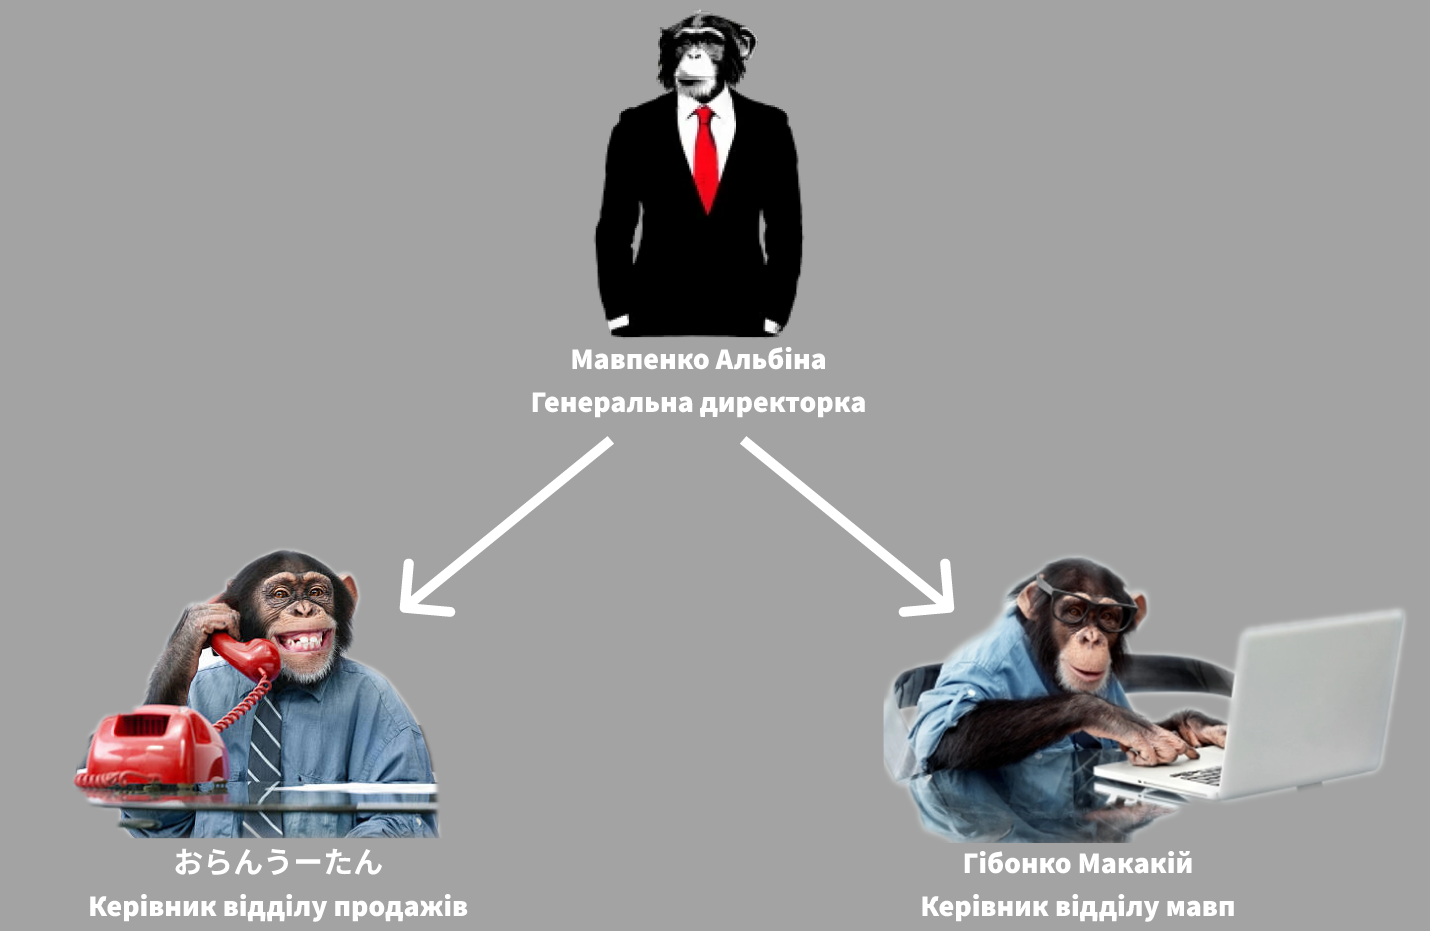 Мавпенко Альбіна
Генеральна директорка
おらんうーたん
Керівник відділу продажів
Гібонко Макакій
Керівник відділу мавп